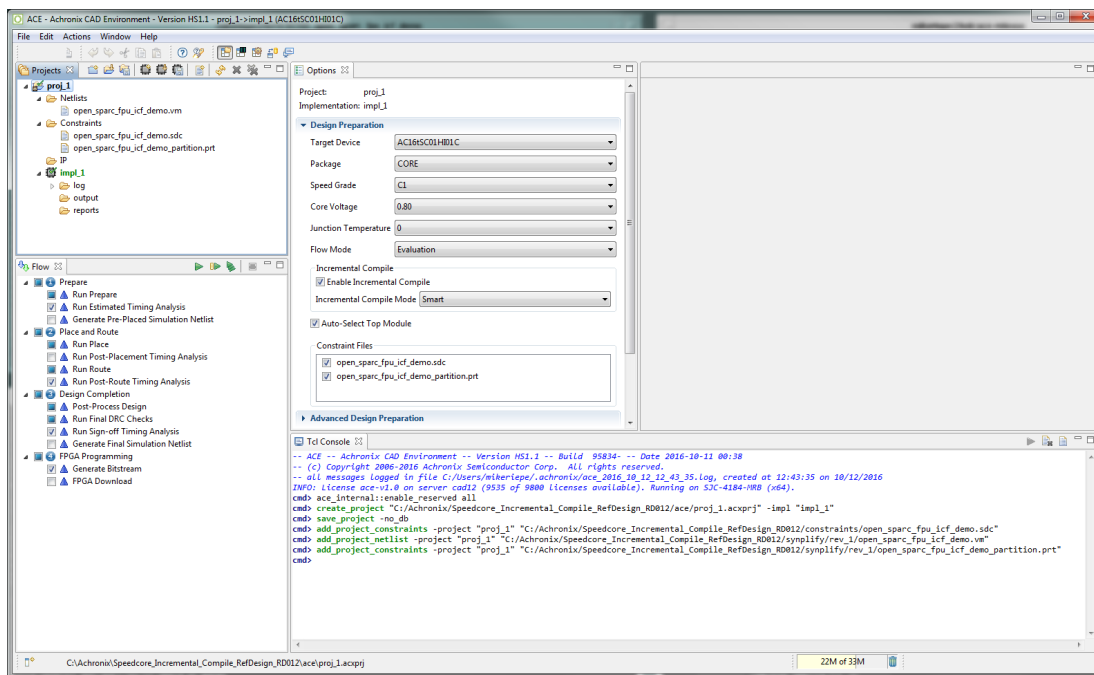 ACE - Achronix CAD Environment - Version HS1.1 - proj_1->impl_1 (AC16tSC01HI01C)
File Edit Actions Window Help
Projects
proj_1
Netlists
open_sparc_fpu_icf_demo.vm
Constraints
open_sparc_fpu_icf_demo.sdc
open_sparc_fpu_icf_demo_partition.prt
IP
impl_1
log
output
reports
Flow
1 Prepare
Run Prepare
Run Estimated Timing Analysis
Generate Pre-Placed Simulation Netlist
2 Place and Route
Run Place
Run Post-Placement Timing Analysis
Run Route
Run Post-Route Timing Analysis
3 Design Completion
Post-Process Design
Run Final DRC Checks
Run Sign-off Timing Analysis
Generate Final Simulation Netlist
4 FPGA Programming
Generate Bitstream
FPGA Download
Options
Project: proj_1
Implementation: impl_1
Design Preparation
Target Device AC16tSC01HI01C
Package CORE
Speed Grade C1
Core Voltage 0.80
Junction Temperature 0
Flow Mode Evaluation
Incremental Compile
Enable Incremental Compile
Incremental Compile Mode Smart
Auto-Select Top Module
Constraint Files
open_sparc_fpu_icf_demo.sdc
open_sparc_fpu_icf_demo_partition.prt
Advanced Design Preparation
Tcl Console
-- ACE -- Achronix CAD Environment -- Version HS1.1 -- Build 95834- -- Date 2016-10-11 00:38
-- (c) Copyright 2006-2016 Achronix Semiconductor Corp. All rights reserved.
-- all messages logged in file C:/Users/mikeriepe/.achronix/ace_2016_10_12_12_43_35.log, created at 12:43:35 on 10/12/2016
INFO: License ace-v1.0 on server cad12 (9535 of 9800 licenses available). Running on SJC-4184-MRB (x64).
cmd> ace_internal::enable_reserved all
cmd> create_project "C:/Achronix/Speedcore_Incremental_Compile_RefDesign_RD012/ace/proj_1.acxprj" -impl "impl_1"
cmd> save_project -no_db
cmd> add_project_constraints -project "proj_1" "C:/Achronix/Speedcore_Incremental_Compile_RefDesign_RD012/constraints/open_sparc_fpu_icf_demo.sdc"
cmd> add_project_netlist -project "proj_1" "C:/Achronix/Speedcore_Incremental_Compile_RefDesign_RD012/synplify/rev_1/open_sparc_fpu_icf_demo.vm"
cmd> add_project_constraints -project "proj_1" "C:/Achronix/Speedcore_Incremental_Compile_RefDesign_RD012/synplify/rev_1/open_sparc_fpu_icf_demo_partition.prt"
cmd>
C:\Achronix\Speedcore_Incremental_Compile_RefDesign_RD012\ace\proj_1.acxprj
22M of 33M